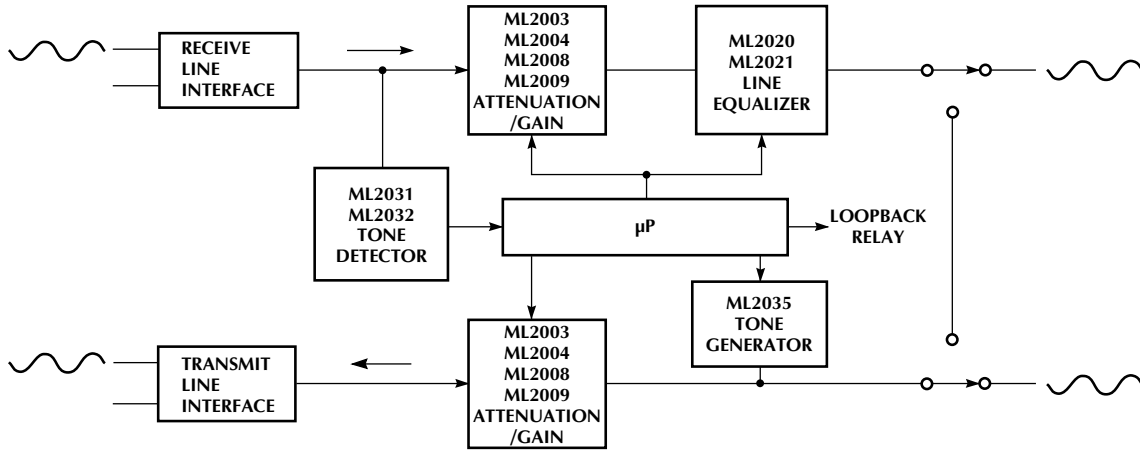 RECEIVE
LINE
INTERFACE
ML2003
ML2004
ML2008
ML2009
ATTENUATION
/GAIN
ML2020
ML2021
LINE
EQUALIZER
ML2031
ML2032
TONE
DETECTOR
µP
LOOPBACK
RELAY
ML2035
TONE
GENERATOR
TRANSMIT
LINE
INTERFACE
ML2003
ML2004
ML2008
ML2009
ATTENUATION
/GAIN